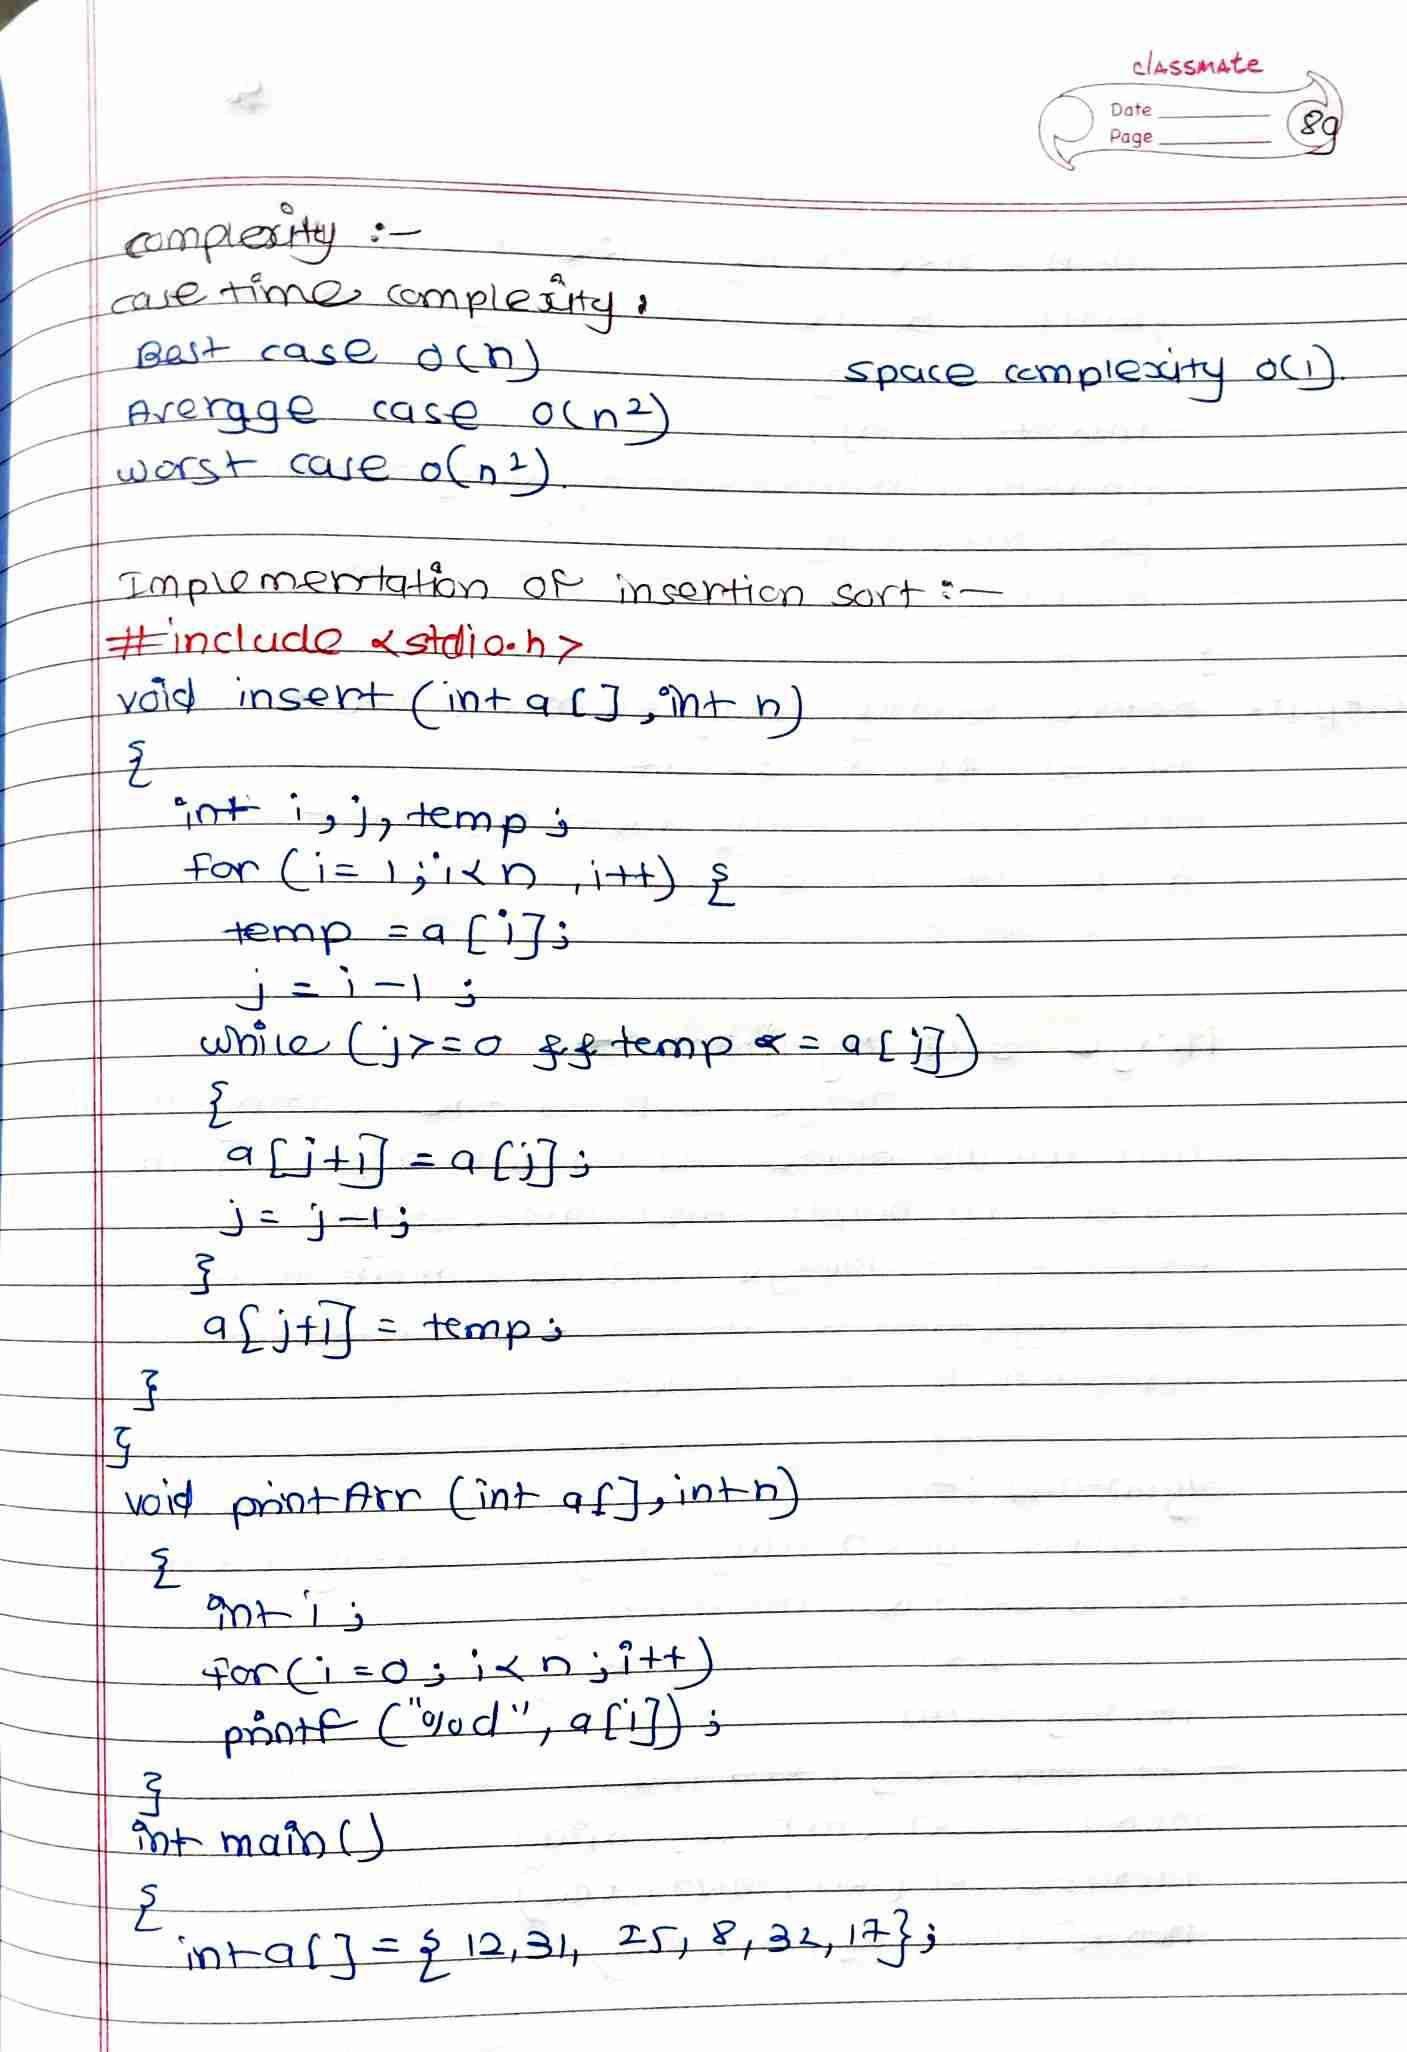 classmate
Date
Page
89
complexity :-
case time complexity.
Best case O(n)
space complexity O(1).
Average case O(n²)
worst case O(n²).
Implementation of insertion sort :-
#include <stdio.h>
void insert (int a[], int n)
{
int i, j, temp;
for (i= 1; i<n , i++) {
temp = a [i];
j = i -1 ;
while (j>=0 && temp <= a[j])
{
a[j+1] = a[j];
j = j-1;
}
a[j+1] = temp;
}
}
void printArr (int a[], int n)
{
int i ;
for(i=0; i<n; i++)
printf ("%d", a[i]);
}
int main()
{
int a[] = { 12, 31, 25, 8, 32, 17};